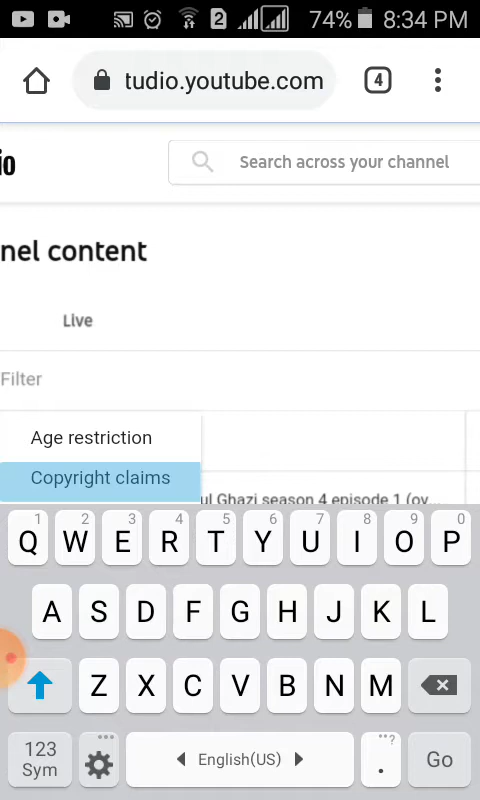 2 74% 8:34 PM
tudio.youtube.com 4
io Search across your channel
nel content
Live
Filter
Age restriction
Copyright claims
ul Ghazi season 4 episode 1 (ov...
1 2 3 4 5 6 7 8 9 0
Q W E R T Y U I O P
A S D F G H J K L
Z X C V B N M
123
Sym English(US) . ? Go